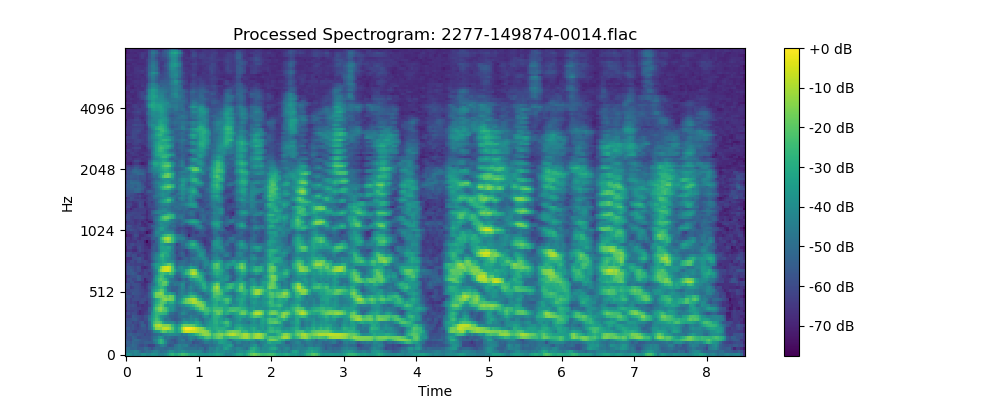 Processed Spectrogram: 2277-149874-0014.flac
Hz
4096
2048
1024
512
0
0 1 2 3 4 5 6 7 8
Time
+0 dB
-10 dB
-20 dB
-30 dB
-40 dB
-50 dB
-60 dB
-70 dB